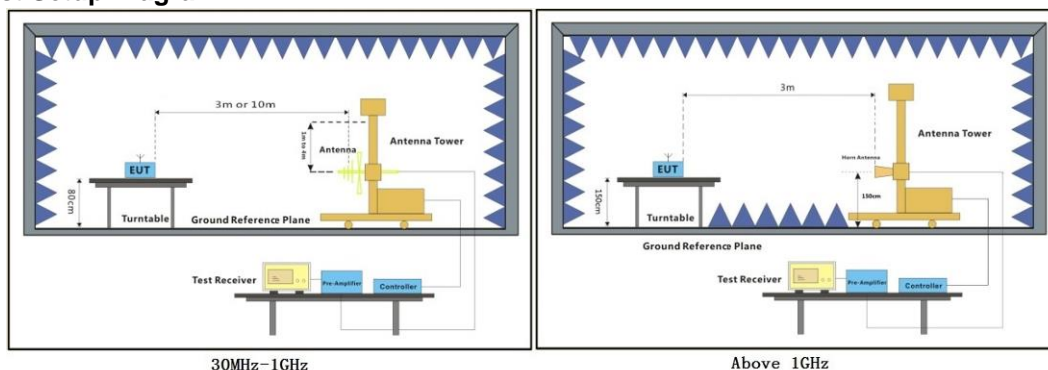 3m or 10m
1m to 4m
Antenna
Antenna Tower
EUT
80cm
Turntable
Ground Reference Plane
Test Receiver
Pre-Amplifier
Controller
30MHz-1GHz
3m
Antenna Tower
Horn Antenna
EUT
150cm
150cm
Turntable
Ground Reference Plane
Test Receiver
Pre-Amplifier
Controller
Above 1GHz